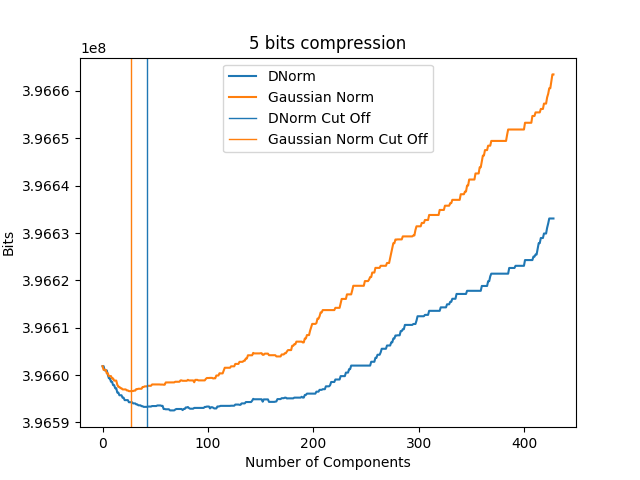 5 bits compression
1e8
DNorm
Gaussian Norm
DNorm Cut Off
Gaussian Norm Cut Off
3.9666
3.9665
3.9664
3.9663
3.9662
3.9661
3.9660
3.9659
Bits
0 100 200 300 400
Number of Components